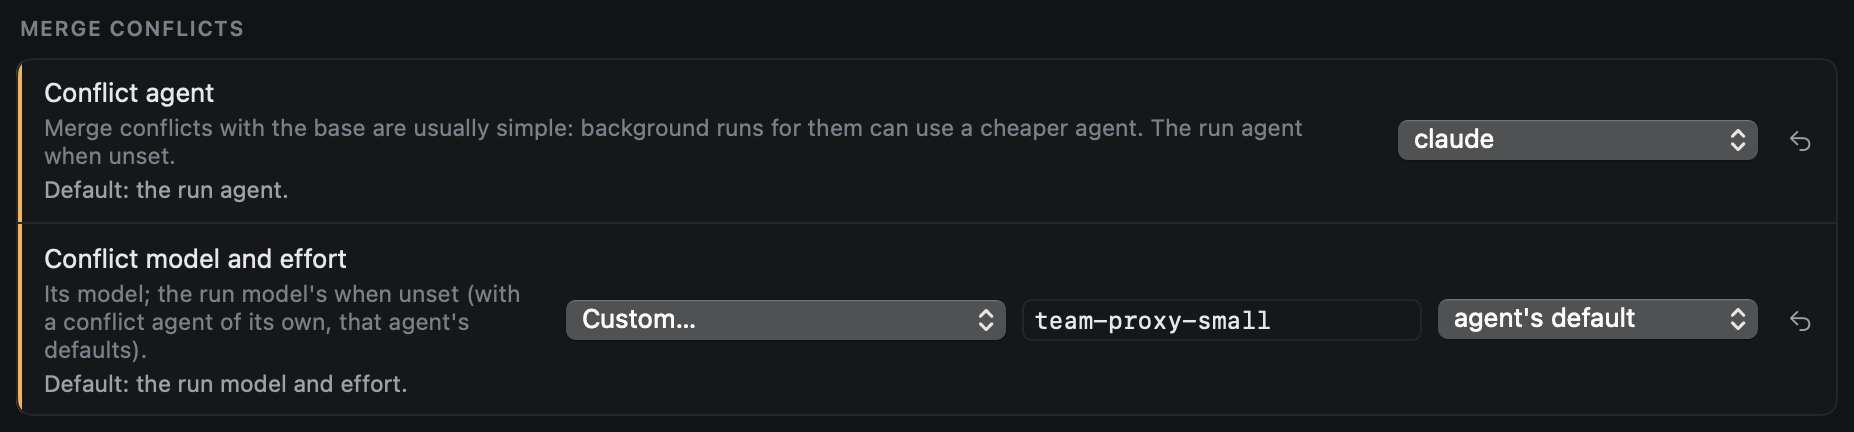 MERGE CONFLICTS
Conflict agent
Merge conflicts with the base are usually simple: background runs for them can use a cheaper agent. The run agent
when unset.
Default: the run agent.
claude
Conflict model and effort
Its model; the run model's when unset (with
a conflict agent of its own, that agent's
defaults).
Default: the run model and effort.
Custom...
team-proxy-small
agent's default